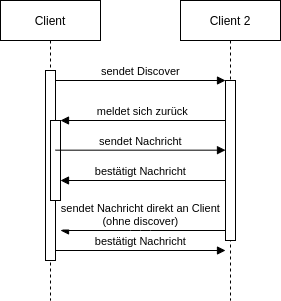 Client
Client 2
sendet Discover
meldet sich zurück
sendet Nachricht
bestätigt Nachricht
sendet Nachricht direkt an Client
(ohne discover)
bestätigt Nachricht